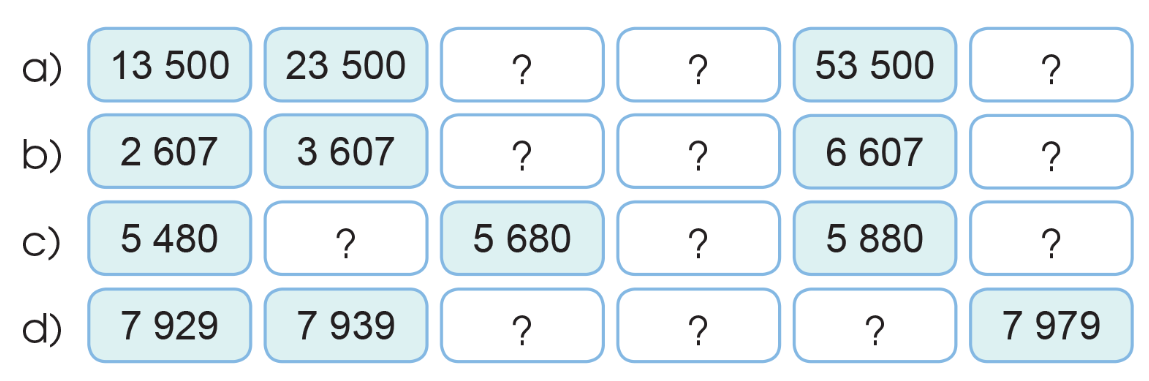 a) 13 500 23 500 ? ? 53 500 ?
b) 2 607 3 607 ? ? 6 607 ?
c) 5 480 ? 5 680 ? 5 880 ?
d) 7 929 7 939 ? ? ? 7 979